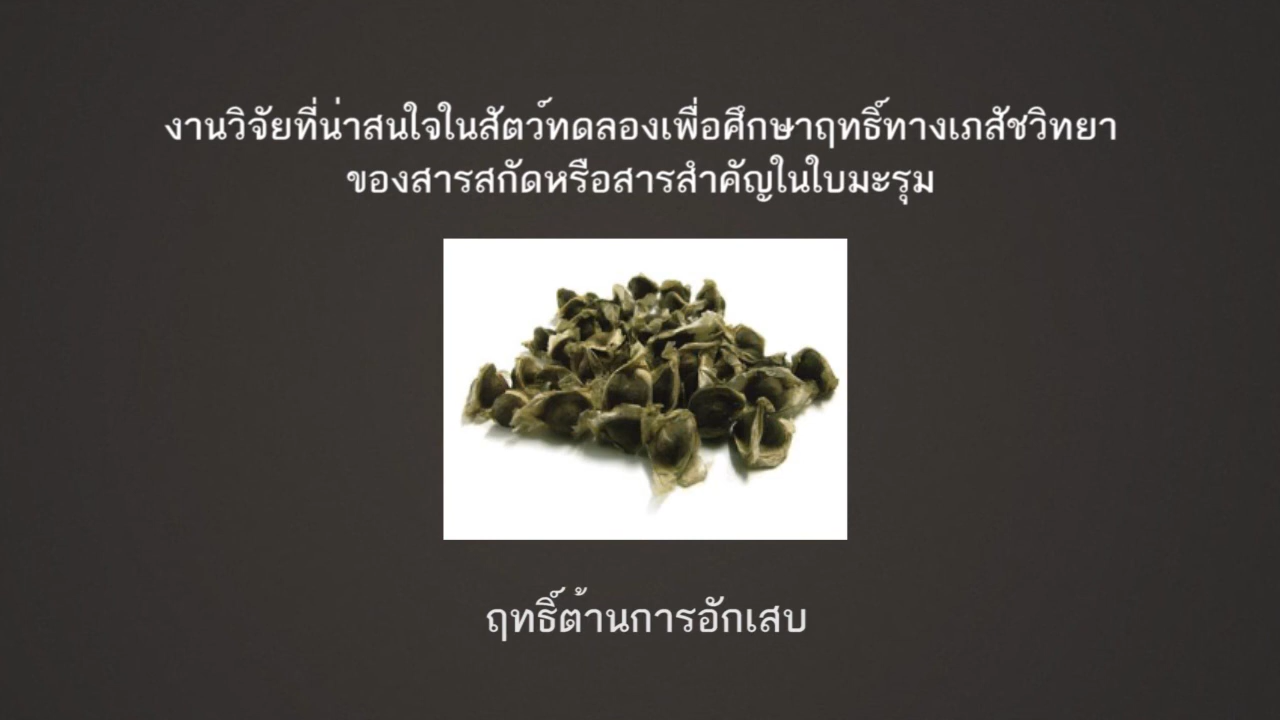 งานวิจัยที่น่าสนใจในสัตว์ทดลองเพื่อศึกษาฤทธิ์ทางเภสัชวิทยา
ของสารสกัดหรือสารสำคัญในใบมะรุม
ฤทธิ์ต้านการอักเสบ